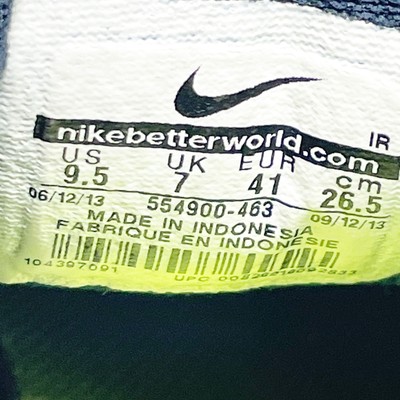 nikebetterworld.com
IR
US UK EUR cm
9.5 7 41 26.5
06/12/13 554900-463 09/12/13
MADE IN INDONESIA
FABRIQUE EN INDONESIE
104397091
UPC